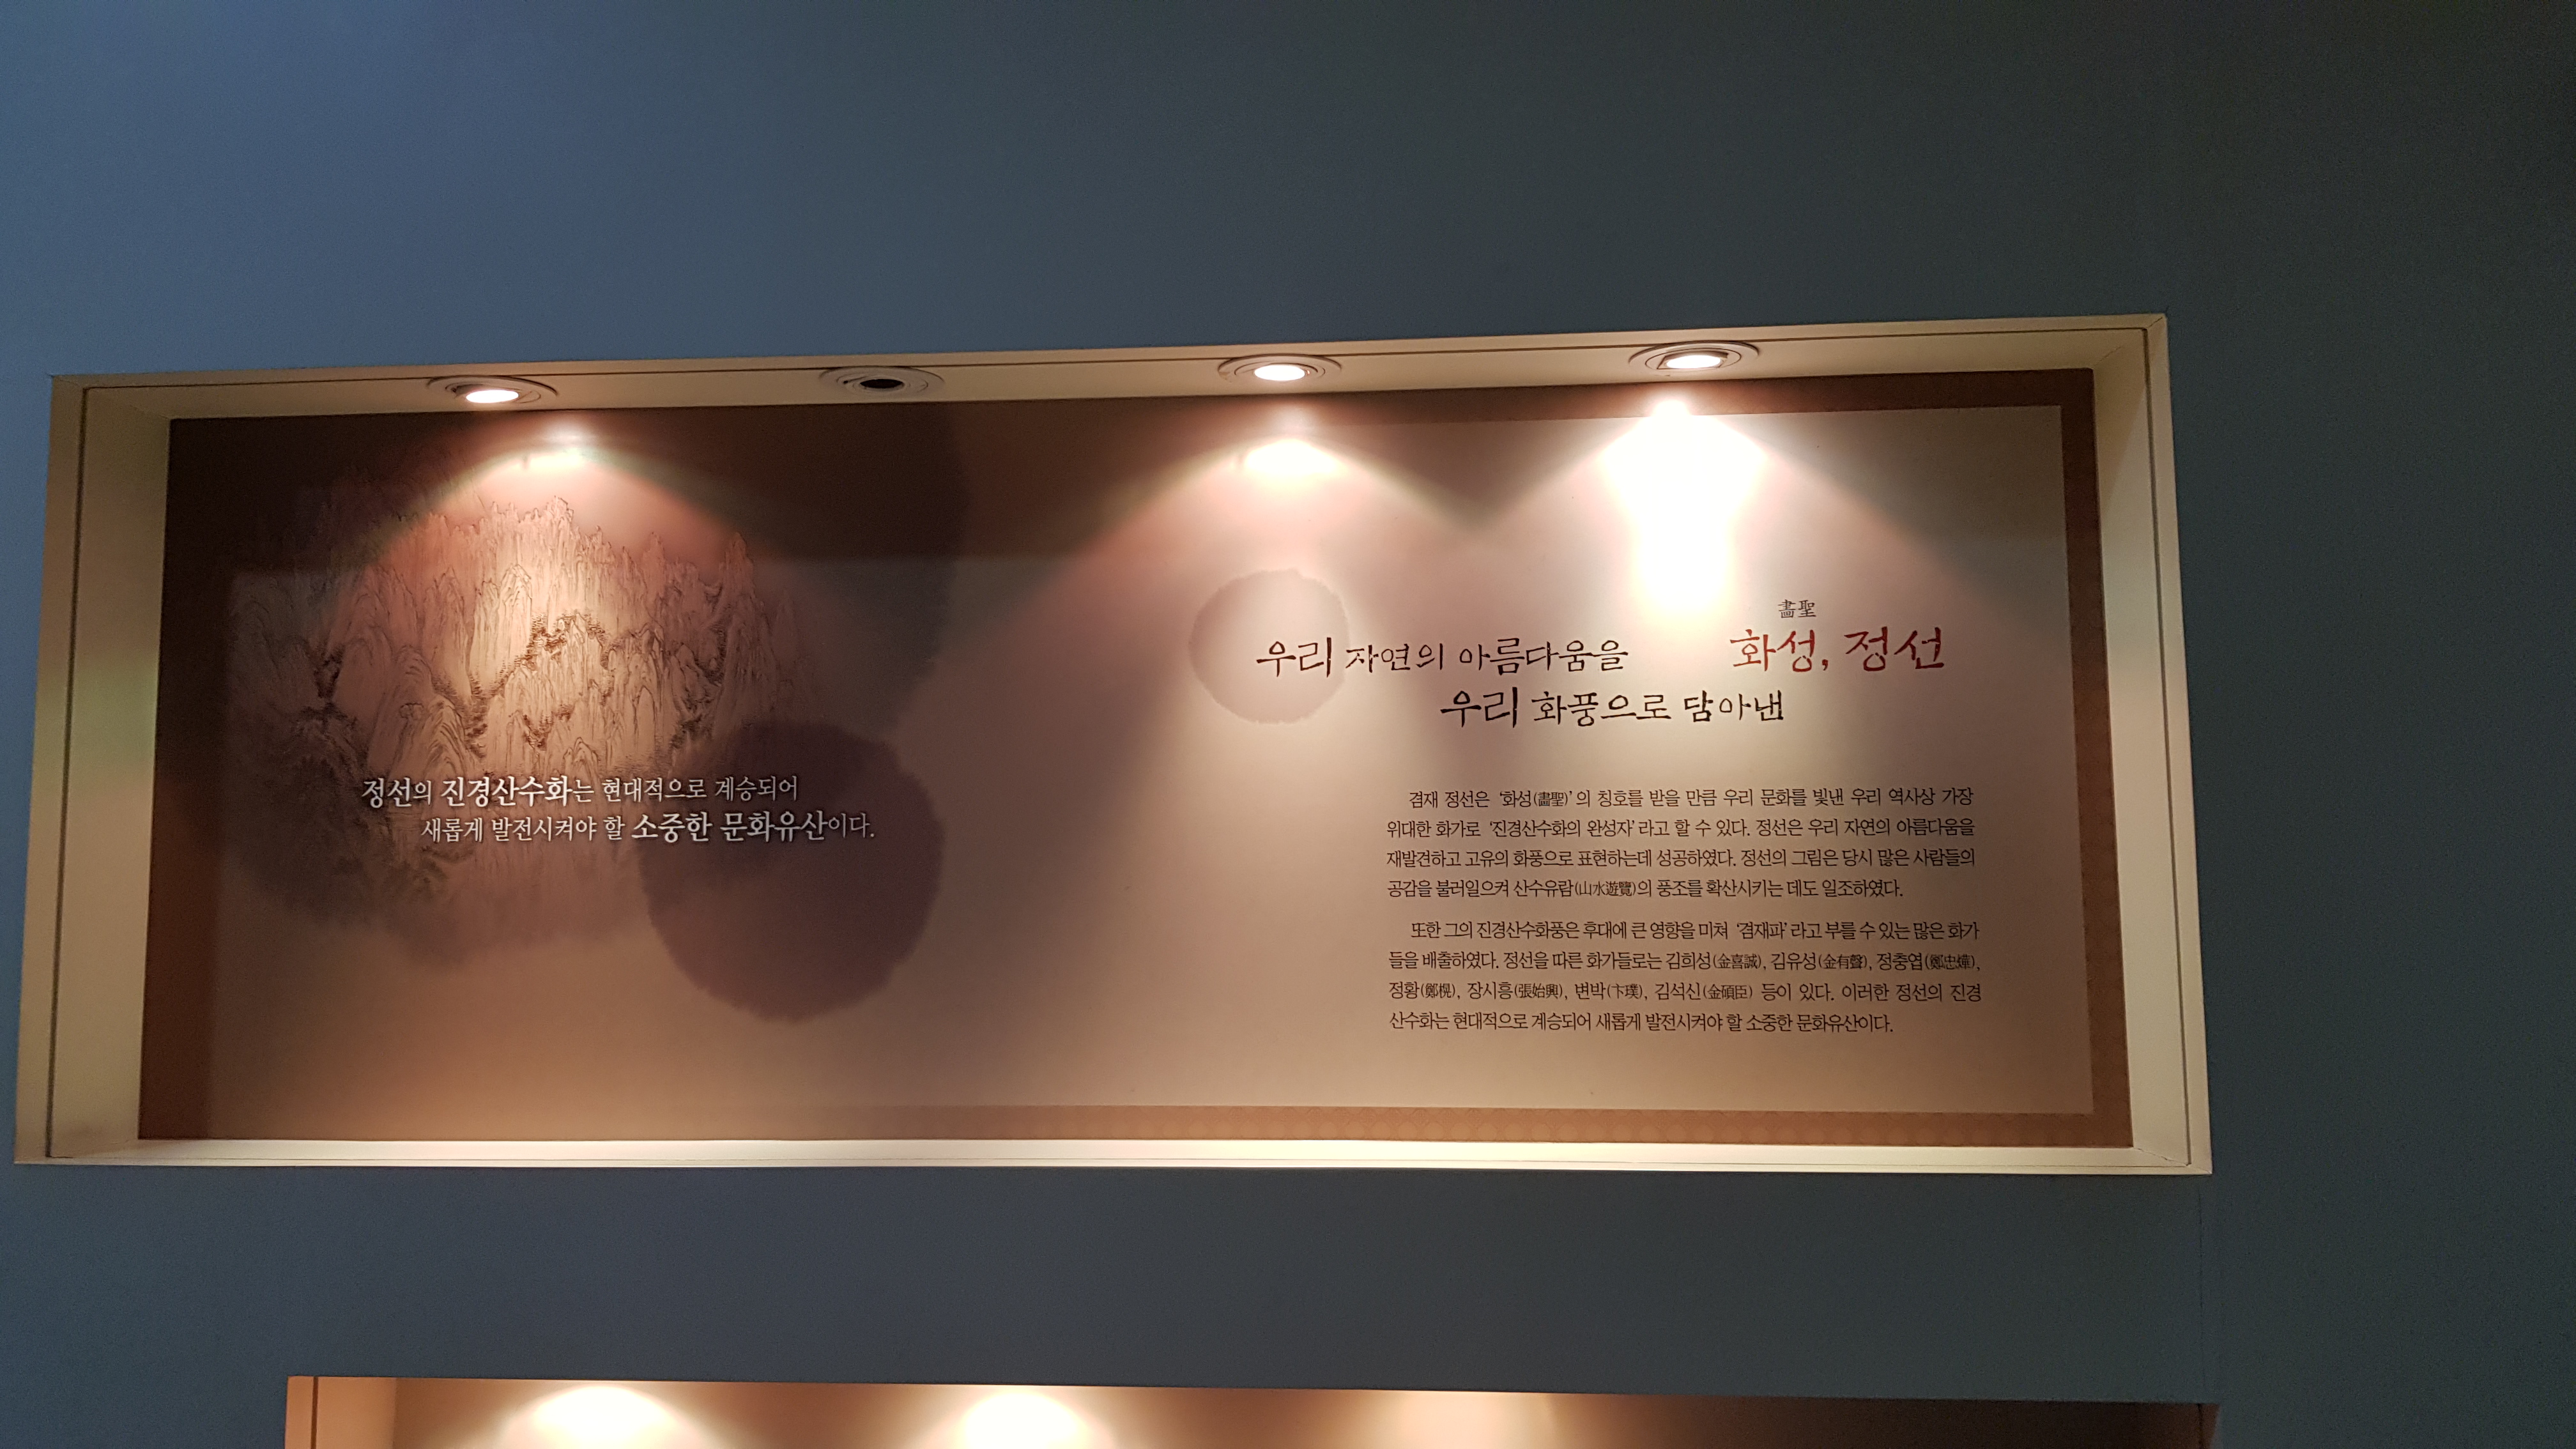 정선의 진경산수화는 현대적으로 계승되어
새롭게 발전시켜야 할 소중한 문화유산이다.
畵聖
우리 자연의 아름다움을 화성, 정선
우리 화풍으로 담아낸
겸재 정선은 '화성(畵聖)'의 칭호를 받을 만큼 우리 문화를 빛낸 우리 역사상 가장
위대한 화가로 '진경산수화의 완성자'라고 할 수 있다. 정선은 우리 자연의 아름다움을
재발견하고 고유의 화풍으로 표현하는데 성공하였다. 정선의 그림은 당시 많은 사람들의
공감을 불러일으켜 산수유람(山水遊覽)의 풍조를 확산시키는 데도 일조하였다.
또한 그의 진경산수화풍은 후대에 큰 영향을 미쳐 '겸재파'라고 부를 수 있는 많은 화가
들을 배출하였다. 정선을 따른 화가들로는 김희성(金喜誠), 김유성(金有聲), 정충엽(鄭忠燁),
정황(鄭榥), 장시흥(張始興), 변박(卞璞), 김석신(金碩臣) 등이 있다. 이러한 정선의 진경
산수화는 현대적으로 계승되어 새롭게 발전시켜야 할 소중한 문화유산이다.